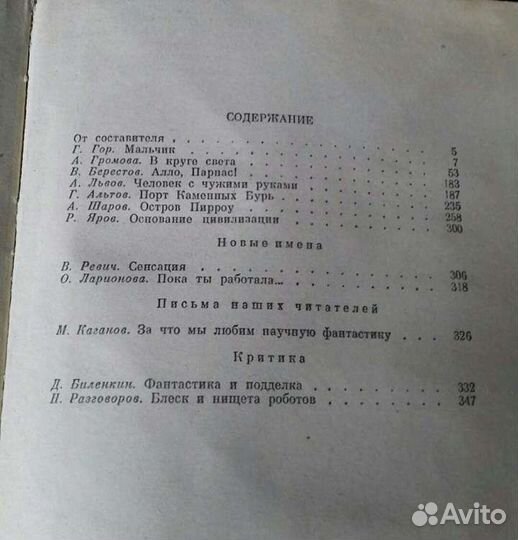 СОДЕРЖАНИЕ
От составителя . . . . . . . . . . . . . . . 5
Г. Гор. Мальчик . . . . . . . . . . . . . . . 7
А. Громова. В круге света . . . . . . . . . . . 53
В. Берестов. Алло, Парнас! . . . . . . . . . . 183
А. Львов. Человек с чужими руками . . . . . . . 187
Г. Альтов. Порт Каменных Бурь . . . . . . . . . 235
А. Шаров. Остров Пирроу . . . . . . . . . . . 258
Р. Яров. Основание цивилизации . . . . . . . . 300
Новые имена
В. Ревич. Сенсация . . . . . . . . . . . . . 306
О. Ларионова. Пока ты работала... . . . . . . . 318
Письма наших читателей
М. Каганов. За что мы любим научную фантастику . . . 326
Критика
Д. Биленкин. Фантастика и подделка . . . . . . . 332
Н. Разговоров. Блеск и нищета роботов . . . . . . 347
Avito